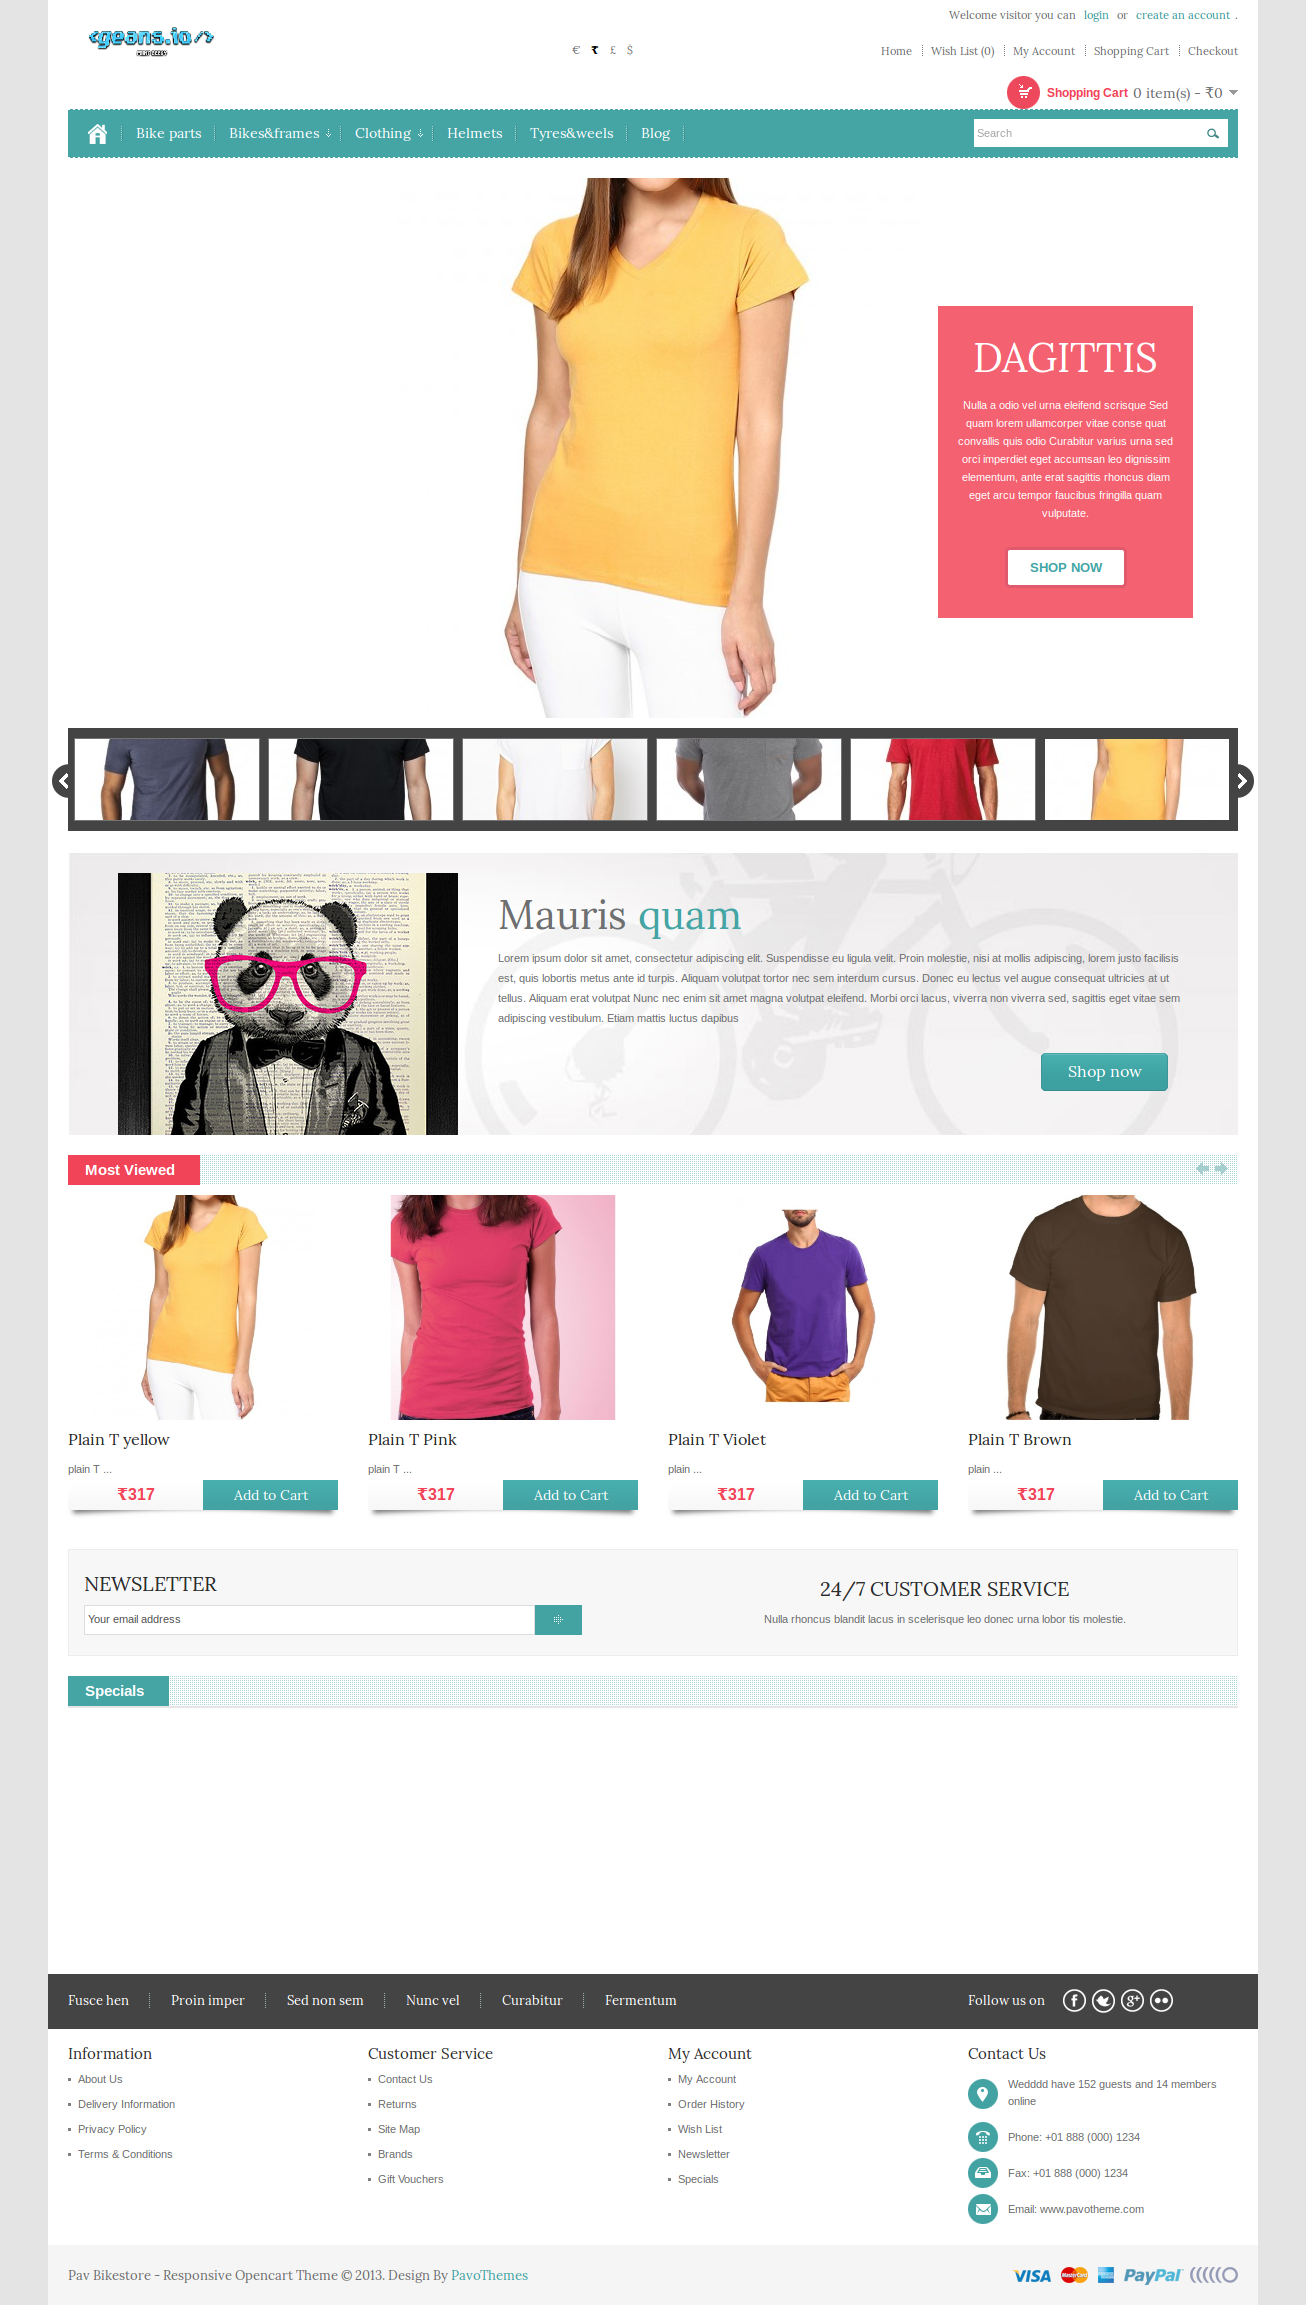 Welcome visitor you can login or create an account .
<geans.io/>
€ ₹ £ $
Home Wish List (0) My Account Shopping Cart Checkout
Shopping Cart 0 item(s) - ₹0
Bike parts Bikes&frames Clothing Helmets Tyres&weels Blog
Search
DAGITTIS
Nulla a odio vel urna eleifend scrisque Sed
quam lorem ullamcorper vitae conse quat
convallis quis odio Curabitur varius urna sed
orci imperdiet eget accumsan leo dignissim
elementum, ante erat sagittis rhoncus diam
eget arcu tempor faucibus fringilla quam
vulputate.
SHOP NOW
Mauris quam
Lorem ipsum dolor sit amet, consectetur adipiscing elit. Suspendisse eu ligula velit. Proin molestie, nisi at mollis adipiscing, lorem justo facilisis
est, quis lobortis metus ante id turpis. Aliquam volutpat tortor nec sem interdum cursus. Donec eu lectus vel augue consequat ultricies at ut
tellus. Aliquam erat volutpat Nunc nec enim sit amet magna volutpat eleifend. Morbi orci lacus, viverra non viverra sed, sagittis eget vitae sem
adipiscing vestibulum. Etiam mattis luctus dapibus
Shop now
Most Viewed
Plain T yellow
plain T ...
₹317 Add to Cart
Plain T Pink
plain T ...
₹317 Add to Cart
Plain T Violet
plain ...
₹317 Add to Cart
Plain T Brown
plain ...
₹317 Add to Cart
NEWSLETTER
Your email address
24/7 CUSTOMER SERVICE
Nulla rhoncus blandit lacus in scelerisque leo donec urna lobor tis molestie.
Specials
Fusce hen Proin imper Sed non sem Nunc vel Curabitur Fermentum
Follow us on
Information
About Us
Delivery Information
Privacy Policy
Terms & Conditions
Customer Service
Contact Us
Returns
Site Map
Brands
Gift Vouchers
My Account
My Account
Order History
Wish List
Newsletter
Specials
Contact Us
Wedddd have 152 guests and 14 members
online
Phone: +01 888 (000) 1234
Fax: +01 888 (000) 1234
Email: www.pavotheme.com
Pav Bikestore - Responsive Opencart Theme © 2013. Design By PavoThemes
VISA MasterCard PayPal